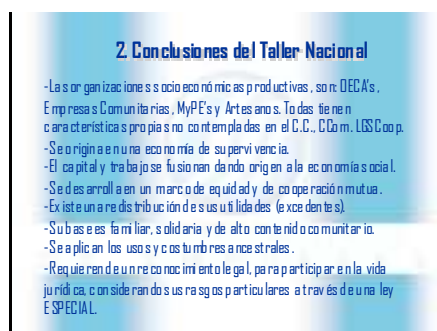 2. Conclusiones del Taller Nacional
-Las organizaciones socioeconómicas productivas, son: OECA's,
Empresas Comunitarias, MyPE's y Artesanos. Todas tienen
características propias no contempladas en el C.C., CCom. LGSCoop.
-Se origina en una economía de supervivencia.
-El capital y trabajo se fusionan dando origen a la economía social.
-Se desarrolla en un marco de equidad y de cooperación mutua.
-Existe una redistribución de sus utilidades (excedentes).
-Su base es familiar, solidaria y de alto contenido comunitario.
-Se aplican los usos y costumbres ancestrales.
-Requieren de un reconocimiento legal, para participar en la vida
jurídica, considerando sus rasgos particulares a través de una ley
ESPECIAL.